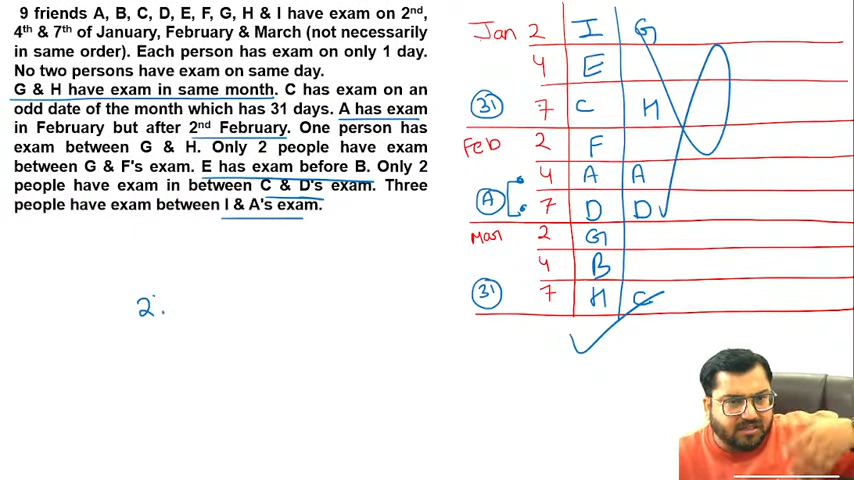 9 friends A, B, C, D, E, F, G, H & I have exam on 2nd,
4th & 7th of January, February & March (not necessarily
in same order). Each person has exam on only 1 day.
No two persons have exam on same day.
G & H have exam in same month. C has exam on an
odd date of the month which has 31 days. A has exam
in February but after 2nd February. One person has
exam between G & H. Only 2 people have exam
between G & F's exam. E has exam before B. Only 2
people have exam in between C & D's exam. Three
people have exam between I & A's exam.
2.
Jan 2 I G
4 E
31 7 C H
Feb 2 F
4 A A
A 7 D D
Mar 2 G
4 B
31 7 H C